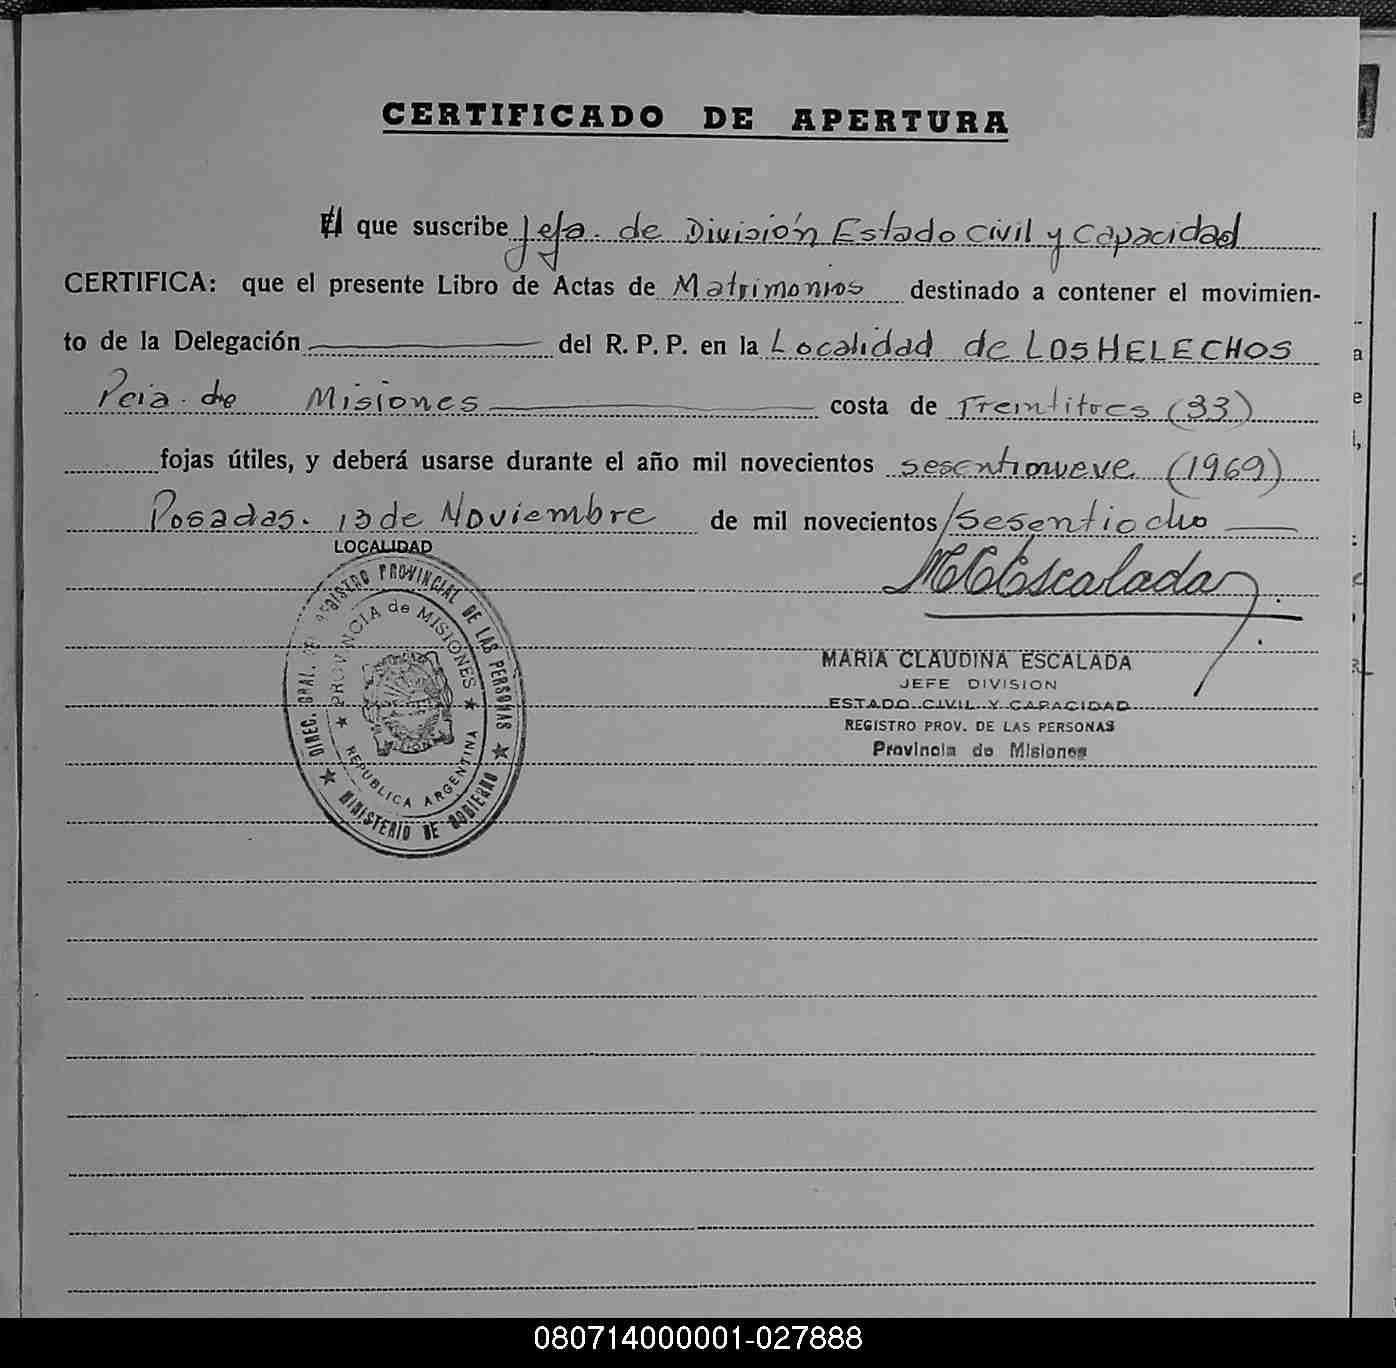 CERTIFICADO DE APERTURA
El que suscribe Jefa. de División Estado civil y capacidad
CERTIFICA: que el presente Libro de Actas de Matrimonios destinado a contener el movimien-
to de la Delegación del R. P. P. en la Localidad de LOS HELECHOS
Pcia. de Misiones costa de Treintitres (33)
fojas útiles, y deberá usarse durante el año mil novecientos sesentinueve (1969)
Posadas. 13 de Noviembre de mil novecientos/sesentiocho
LOCALIDAD
MCEscalada
DIREC. GRAL. DEL REGISTRO PROVINCIAL DE LAS PERSONAS
PROVINCIA de MISIONES
REPUBLICA ARGENTINA
MINISTERIO DE GOBIERNO
MARIA CLAUDINA ESCALADA
JEFE DIVISION
ESTADO CIVIL Y CAPACIDAD
REGISTRO PROV. DE LAS PERSONAS
Provincia de Misiones
080714000001-027888